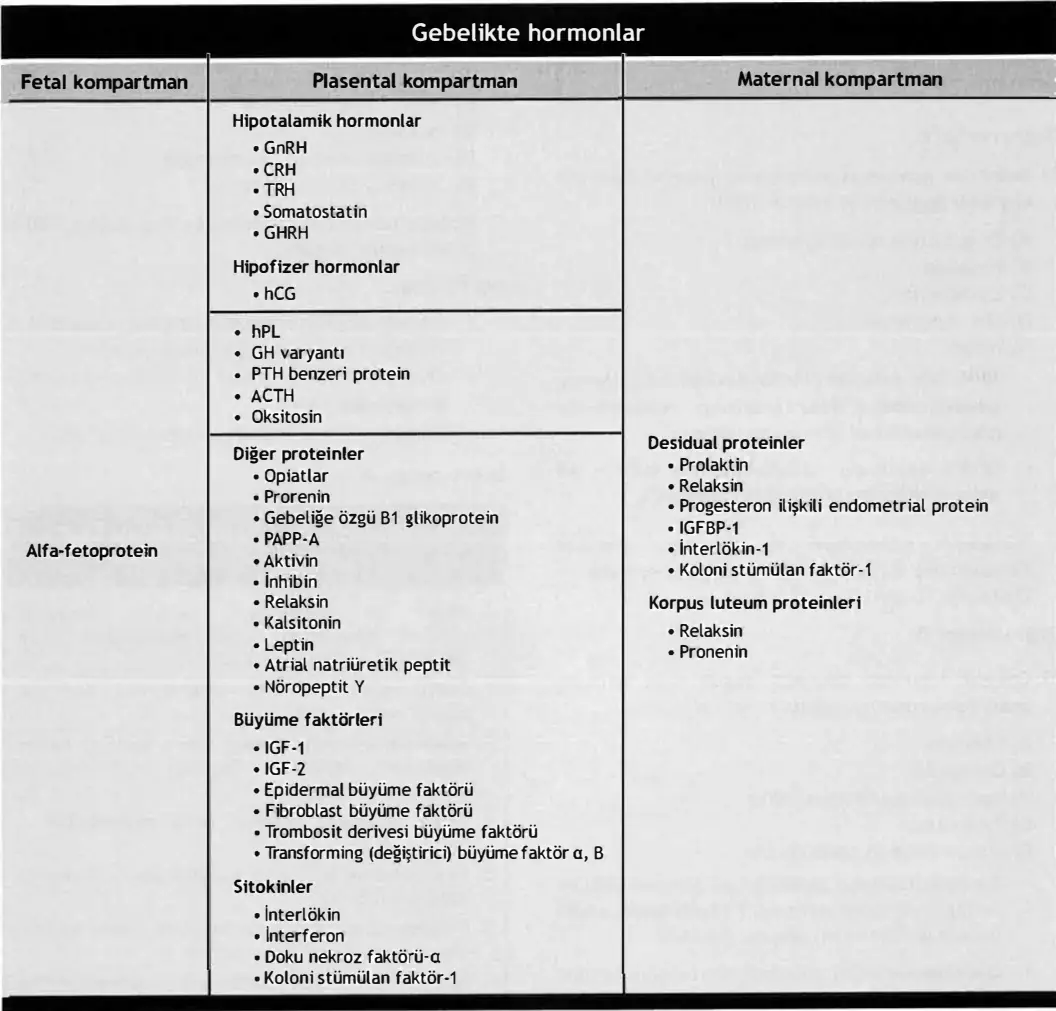 Gebelikte hormonlar
Fetal kompartman
Plasental kompartman
Maternal kompartman
Alfa-fetoprotein
Hipotalamik hormonlar
• GnRH
• CRH
• TRH
• Somatostatin
• GHRH
Hipofizer hormonlar
• hCG
• hPL
• GH varyantı
• PTH benzeri protein
• ACTH
• Oksitosin
Diğer proteinler
• Opiatlar
• Prorenin
• Gebeliğe özgü B1 glikoprotein
• PAPP-A
• Aktivin
• İnhibin
• Relaksin
• Kalsitonin
• Leptin
• Atrial natriüretik peptit
• Nöropeptit Y
Büyüme faktörleri
• IGF-1
• IGF-2
• Epidermal büyüme faktörü
• Fibroblast büyüme faktörü
• Trombosit derivesi büyüme faktörü
• Transforming (değiştirici) büyüme faktör α, B
Sitokinler
• İnterlökin
• İnterferon
• Doku nekroz faktörü-α
• Koloni stümülan faktör-1
Desidual proteinler
• Prolaktin
• Relaksin
• Progesteron ilişkili endometrial protein
• IGFBP-1
• İnterlökin-1
• Koloni stümülan faktör-1
Korpus luteum proteinleri
• Relaksin
• Pronenin